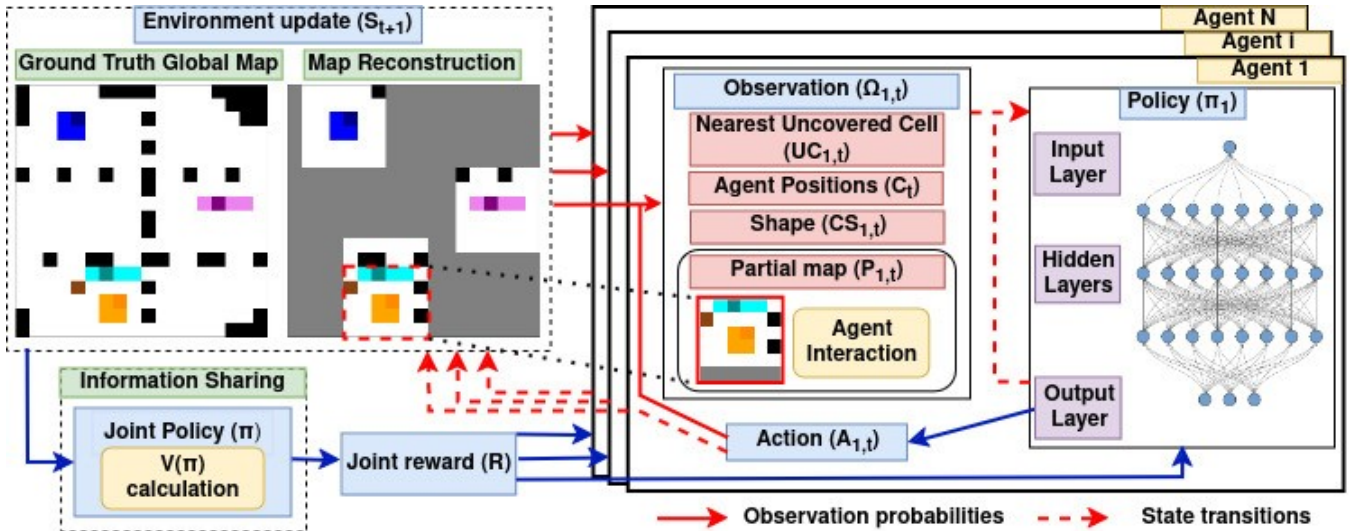 Environment update (S_{t+1})
Ground Truth Global Map
Map Reconstruction
Information Sharing
Joint Policy (π)
V(π)
calculation
Joint reward (R)
Agent N
Agent i
Agent 1
Observation (Ω_{1,t})
Nearest Uncovered Cell
(UC_{1,t})
Agent Positions (C_t)
Shape (CS_{1,t})
Partial map (P_{1,t})
Agent
Interaction
Action (A_{1,t})
Policy (π_1)
Input
Layer
Hidden
Layers
Output
Layer
Observation probabilities
State transitions